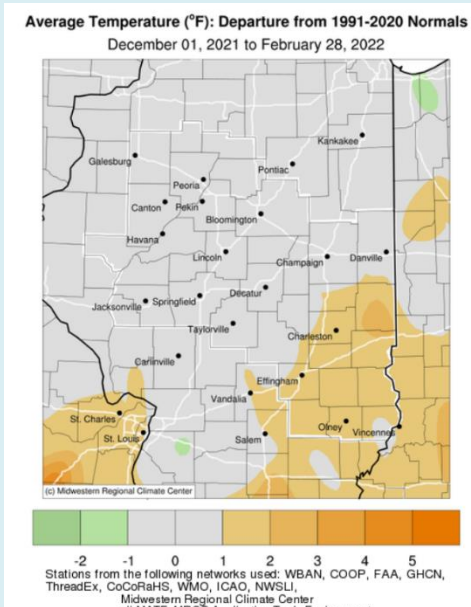 Average Temperature (°F): Departure from 1991-2020 Normals
December 01, 2021 to February 28, 2022
Kankakee
Galesburg
Pontiac
Peoria
Canton
Pekin
Bloomington
Havana
Lincoln
Champaign
Danville
Decatur
Jacksonville
Springfield
Taylorville
Charleston
Carlinville
Effingham
Vandalia
St. Charles
Olney
Vincennes
St. Louis
Salem
(c) Midwestern Regional Climate Center
-2 -1 0 1 2 3 4 5
Stations from the following networks used: WBAN, COOP, FAA, GHCN,
ThreadEx, CoCoRaHS, WMO, ICAO, NWSLI,
Midwestern Regional Climate Center